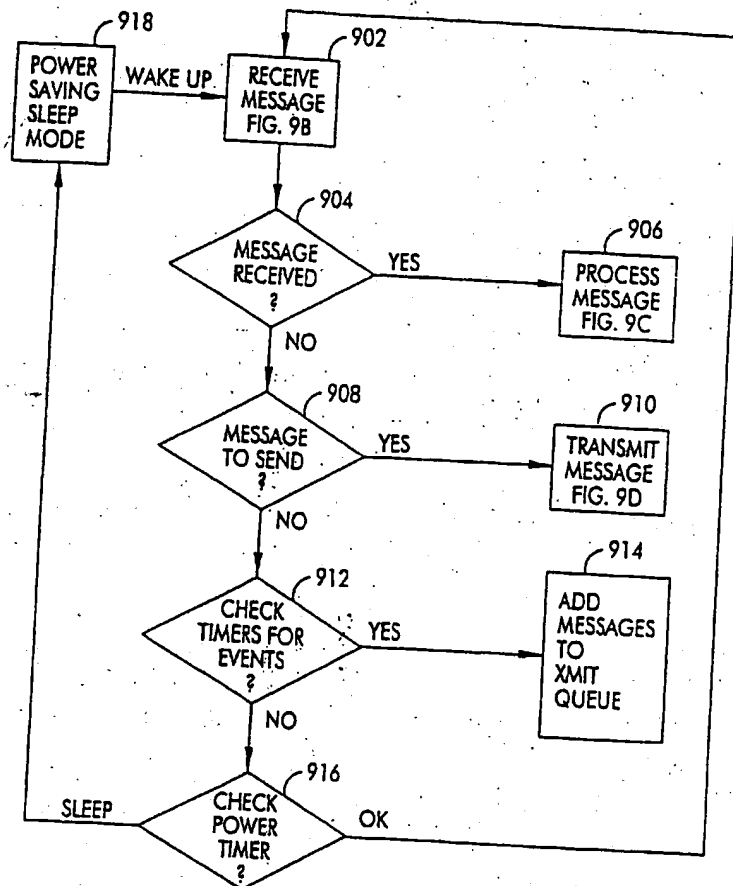 918
POWER
SAVING
SLEEP
MODE
WAKE UP
902
RECEIVE
MESSAGE
FIG. 9B
904
MESSAGE
RECEIVED
?
YES
906
PROCESS
MESSAGE
FIG. 9C
NO
908
MESSAGE
TO SEND
?
YES
910
TRANSMIT
MESSAGE
FIG. 9D
NO
912
CHECK
TIMERS FOR
EVENTS
?
YES
914
ADD
MESSAGES
TO
XMIT
QUEUE
NO
916
CHECK
POWER
TIMER
?
SLEEP
OK